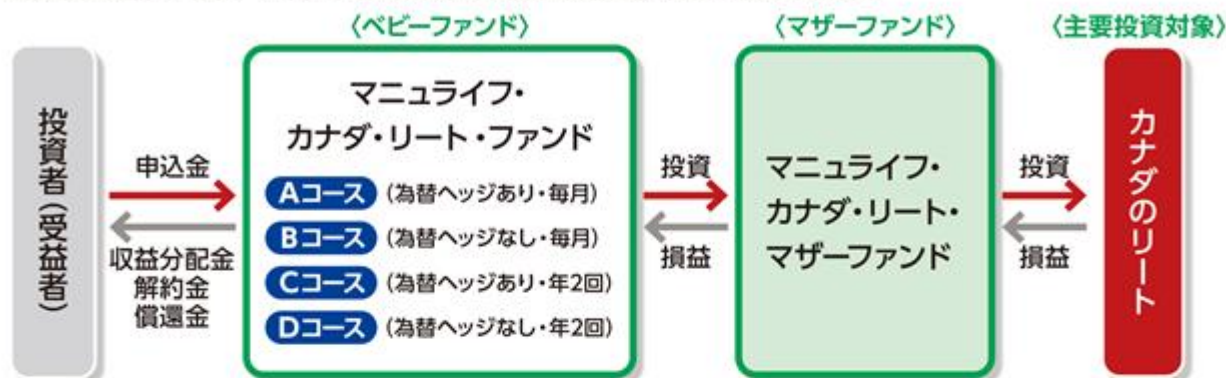 〈ベビーファンド〉
〈マザーファンド〉
〈主要投資対象〉
投資者（受益者）
申込金
収益分配金
解約金
償還金
マニュライフ・
カナダ・リート・ファンド
Aコース (為替ヘッジあり・毎月)
Bコース (為替ヘッジなし・毎月)
Cコース (為替ヘッジあり・年2回)
Dコース (為替ヘッジなし・年2回)
投資
損益
マニュライフ・
カナダ・リート・
マザーファンド
投資
損益
カナダのリート